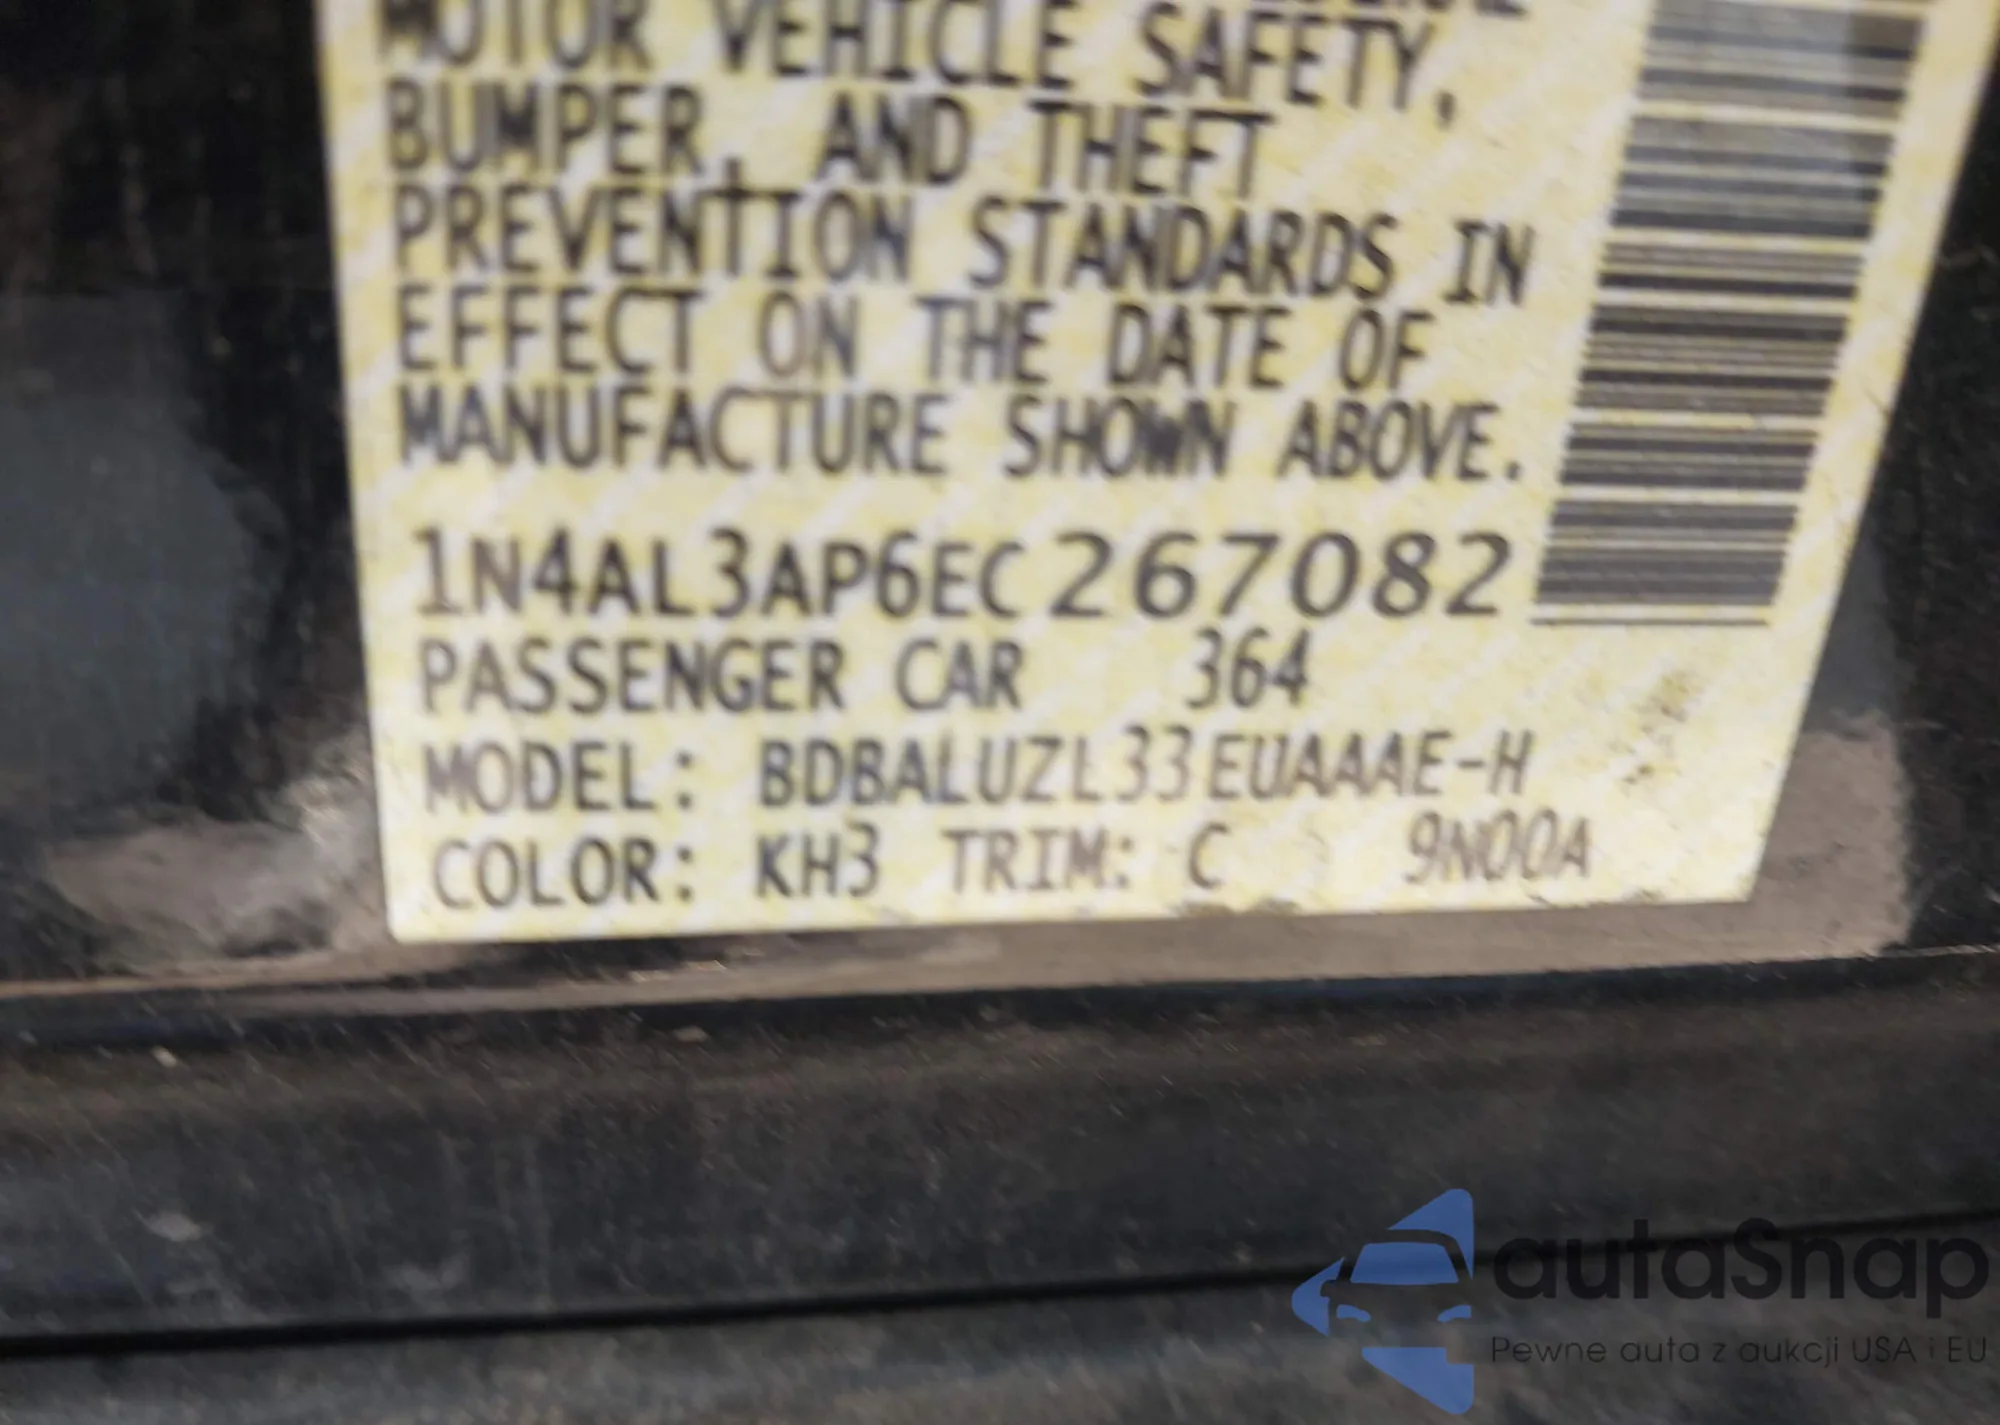 MOTOR VEHICLE SAFETY,
BUMPER, AND THEFT
PREVENTION STANDARDS IN
EFFECT ON THE DATE OF
MANUFACTURE SHOWN ABOVE.
1N4AL3AP6EC267082
PASSENGER CAR 364
MODEL: BDBALUZL33EUAAAE-H
COLOR: KH3 TRIM: C 9N00A
autoSnap
Pewne auta z aukcji USA i EU